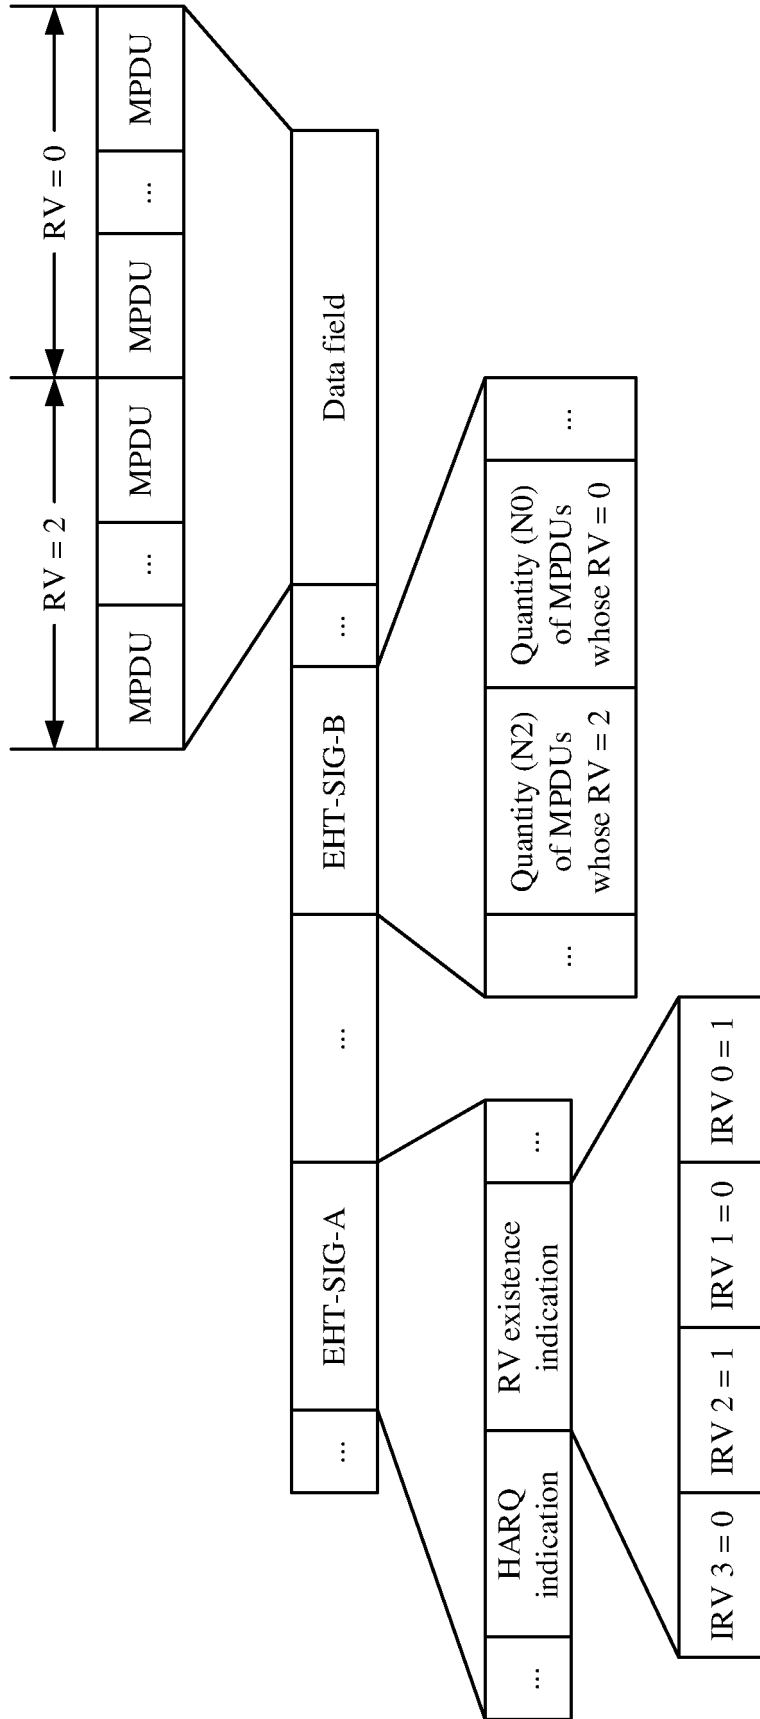 RV = 2
RV = 0
MPDU
...
MPDU
MPDU
...
MPDU
...
EHT-SIG-A
...
EHT-SIG-B
...
Data field
...
HARQ
indication
RV existence
indication
...
...
Quantity (N2)
of MPDUs
whose RV = 2
Quantity (N0)
of MPDUs
whose RV = 0
...
IRV 3 = 0
IRV 2 = 1
IRV 1 = 0
IRV 0 = 1